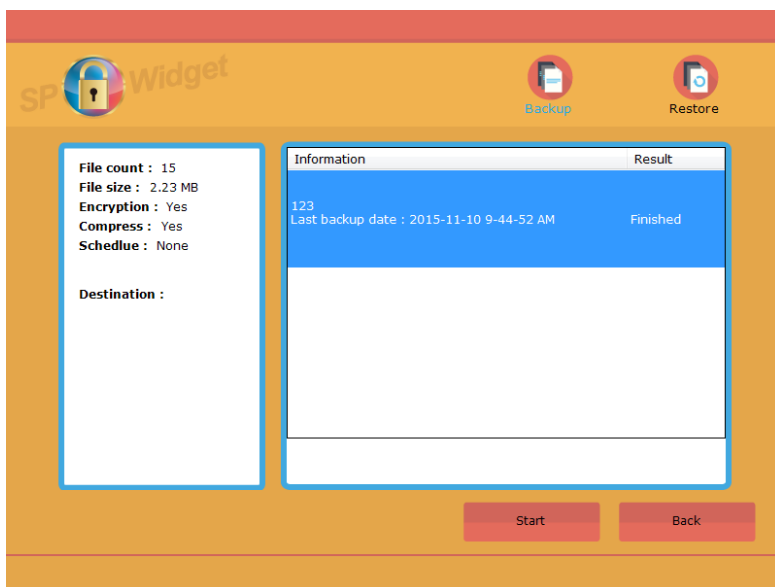 SP Widget
Backup
Restore
File count : 15
File size : 2.23 MB
Encryption : Yes
Compress : Yes
Schedlue : None
Destination :
Information
Result
123
Last backup date : 2015-11-10 9-44-52 AM
Finished
Start
Back